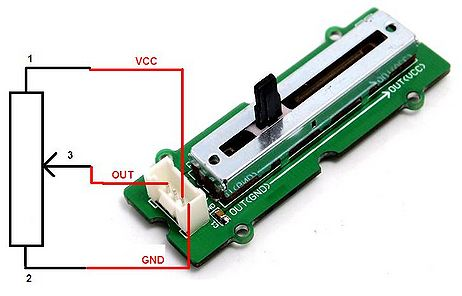 1
VCC
3
OUT
2
GND
OUT(VCC)
OUT(GND)